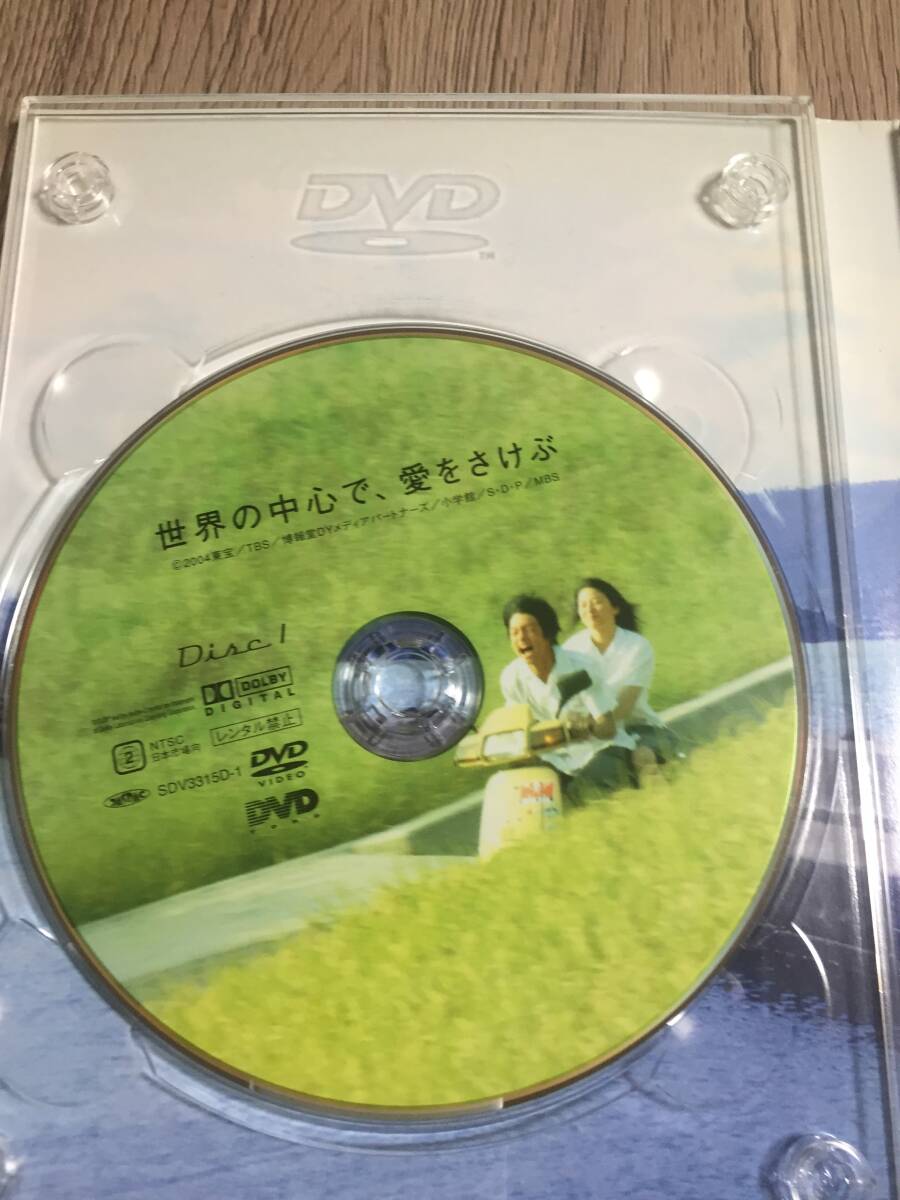 DVD
TM
世界の中心で、愛をさけぶ
©2004東宝/TBS/博報堂DYメディアパートナーズ/小学館/S・D・P/MBS
Disc 1
DOLBY
DIGITAL
レンタル禁止
2
NTSC
日本市場向
SDV3315D-1
DVD
VIDEO
DVD